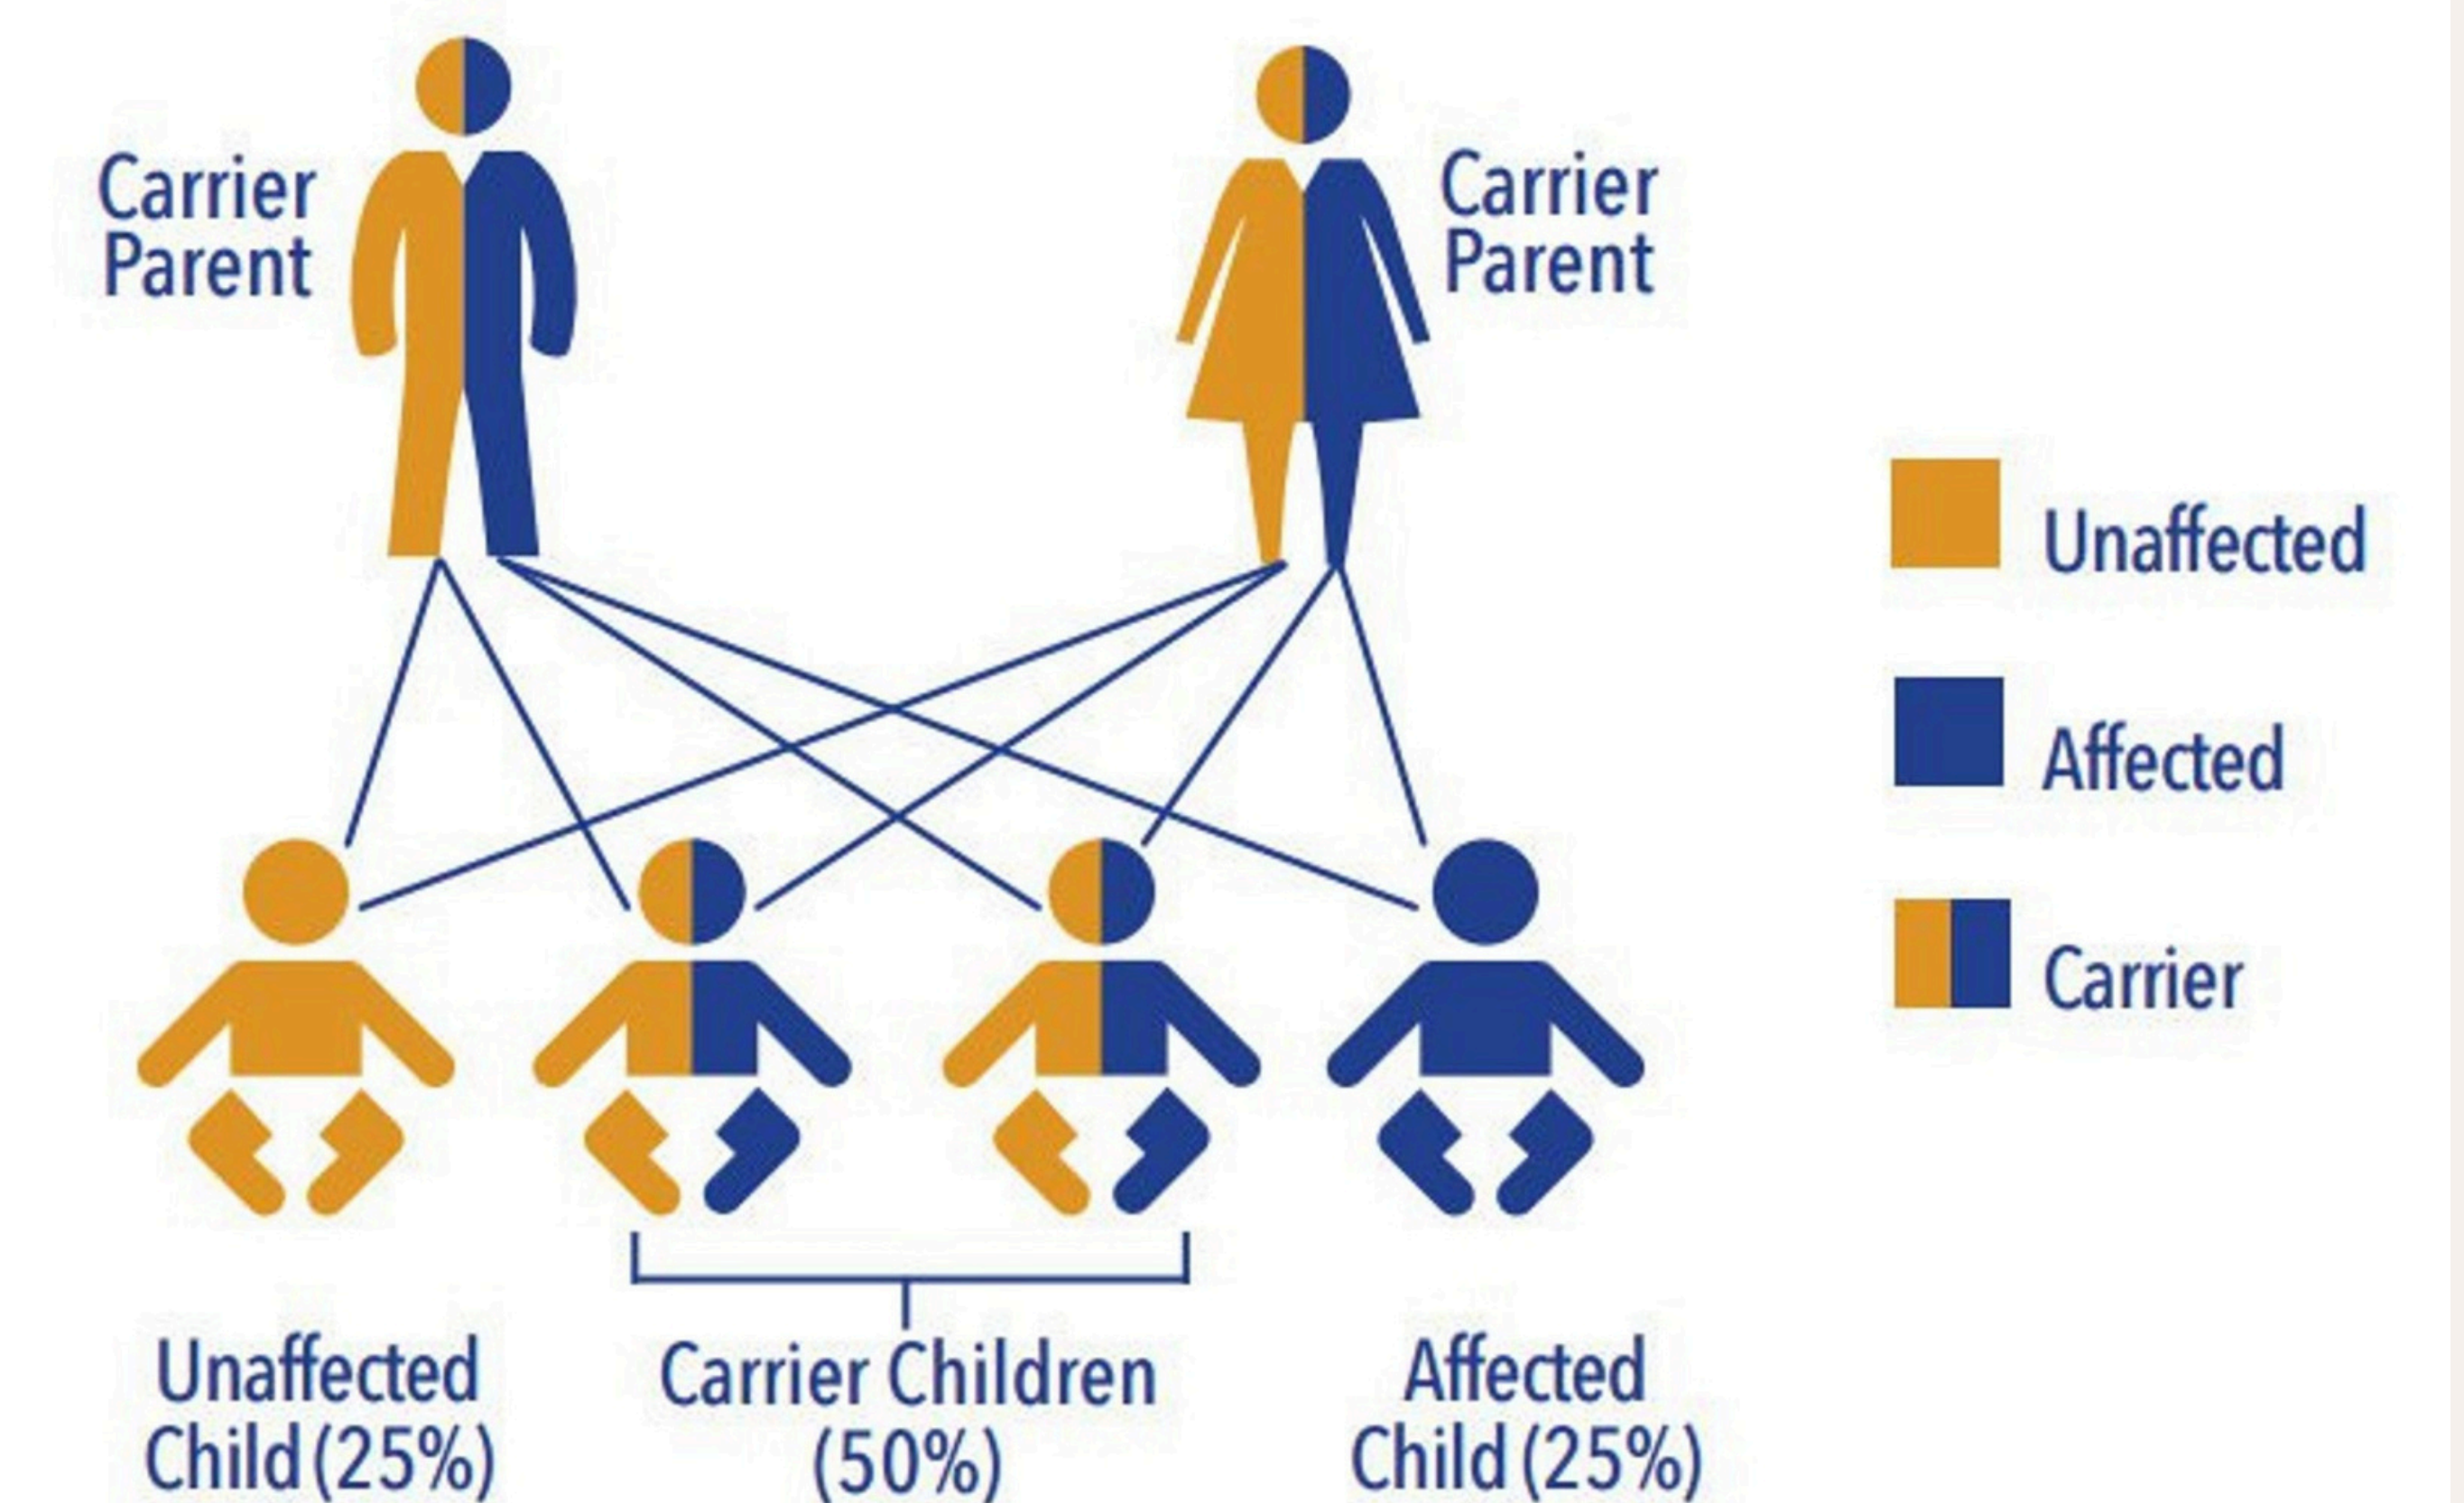 Carrier
Parent
Carrier
Parent
Unaffected
Affected
Carrier
Unaffected
Child (25%)
Carrier Children
(50%)
Affected
Child (25%)